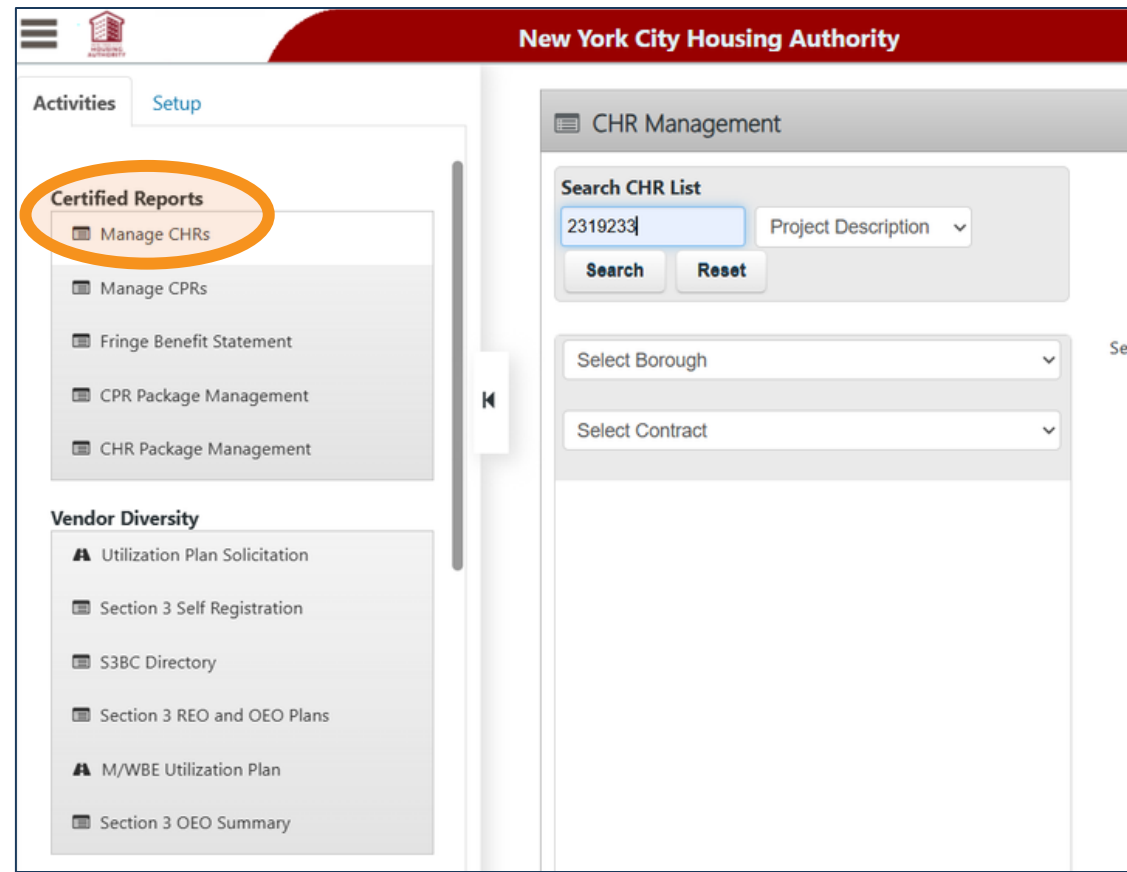 HOUSING
AUTHORITY
New York City Housing Authority
Activities
Setup
Certified Reports
Manage CHRs
Manage CPRs
Fringe Benefit Statement
CPR Package Management
CHR Package Management
Vendor Diversity
Utilization Plan Solicitation
Section 3 Self Registration
S3BC Directory
Section 3 REO and OEO Plans
M/WBE Utilization Plan
Section 3 OEO Summary
CHR Management
Search CHR List
2319233
Project Description
Search
Reset
Select Borough
Select Contract
Se